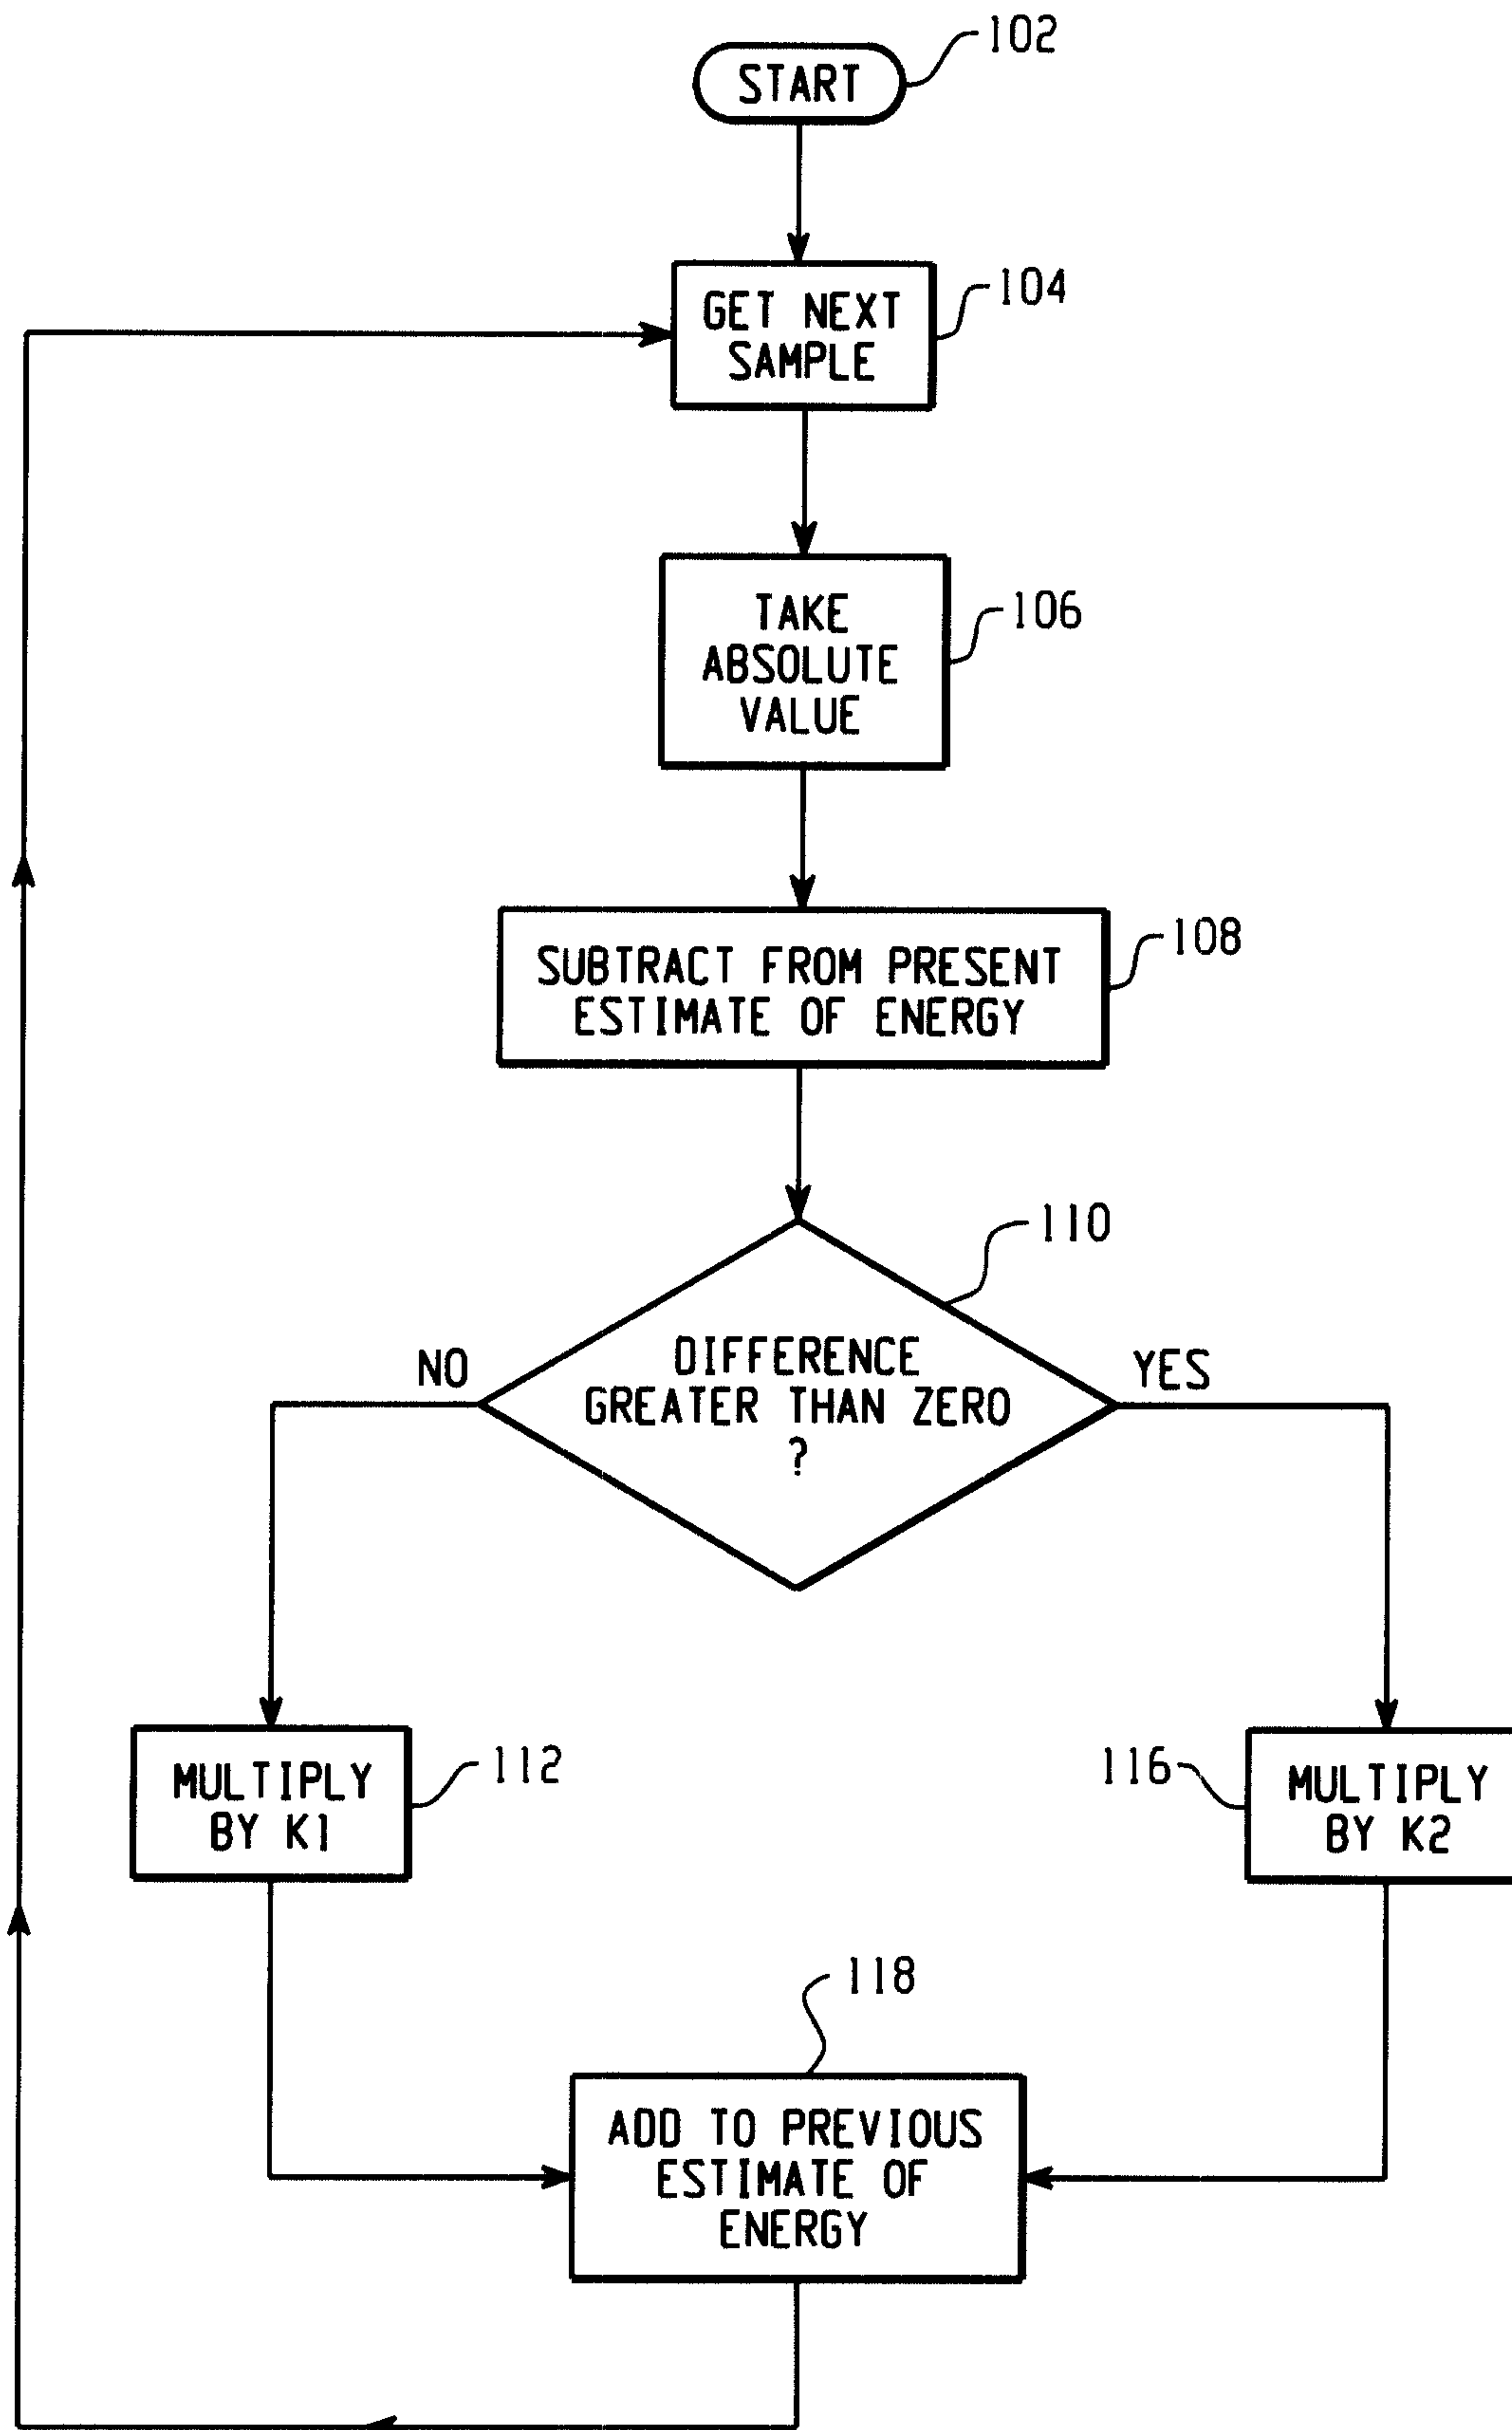 START
102
GET NEXT
SAMPLE
104
TAKE
ABSOLUTE
VALUE
106
SUBTRACT FROM PRESENT
ESTIMATE OF ENERGY
108
110
DIFFERENCE
GREATER THAN ZERO
?
NO
YES
MULTIPLY
BY K1
112
116
MULTIPLY
BY K2
118
ADD TO PREVIOUS
ESTIMATE OF
ENERGY